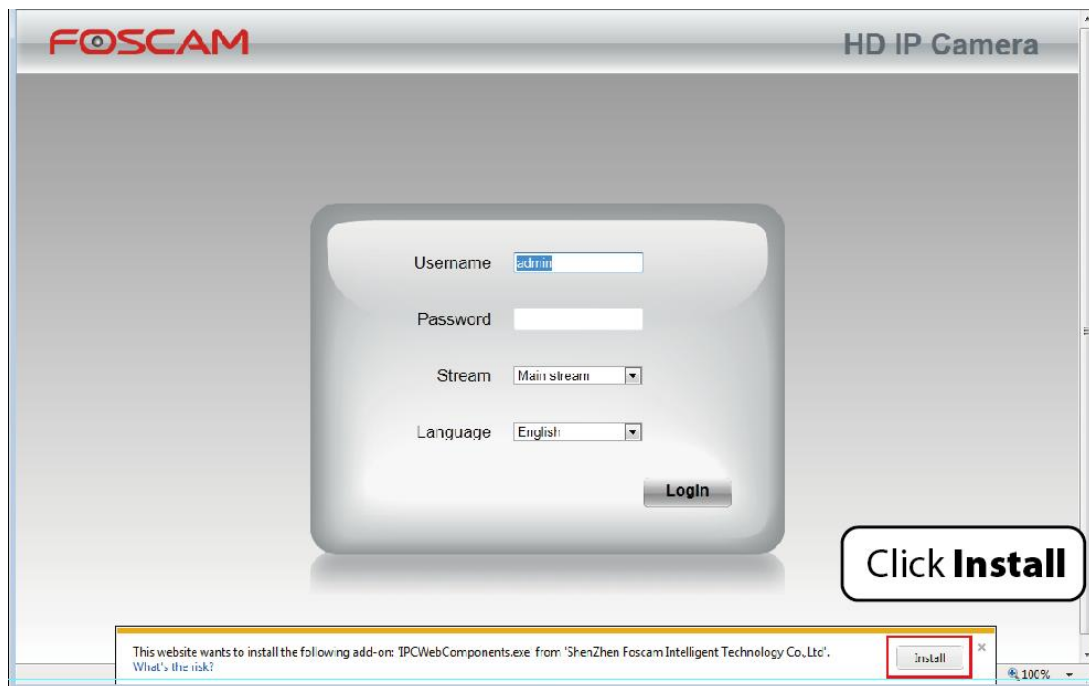 FOSCAM
HD IP Camera
Username admin
Password
Stream Main stream
Language English
Login
Click Install
This website wants to install the following add-on: 'IPCWebComponents.exe' from 'ShenZhen Foscam Intelligent Technology Co.,Ltd'.
What's the risk?
Install
100%